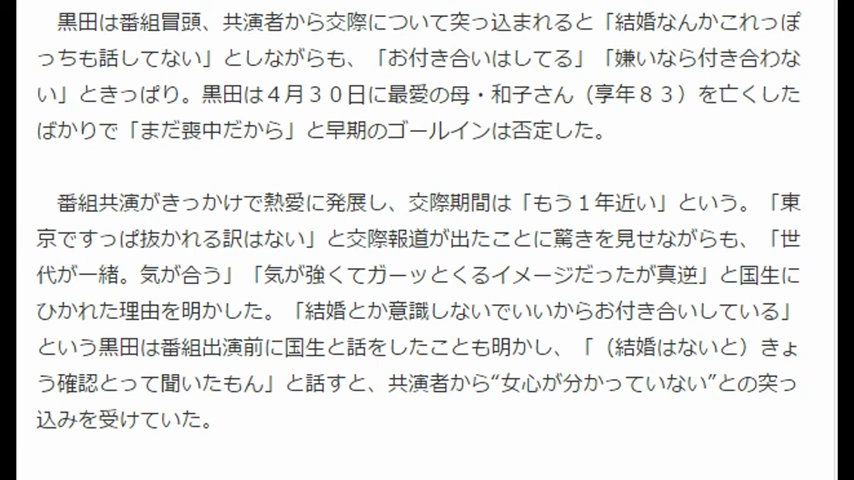 黒田は番組冒頭、共演者から交際について突っ込まれると「結婚なんかこれっぽ
っちも話してない」としながらも、「お付き合いはしてる」「嫌いなら付き合わな
い」ときっぱり。黒田は４月３０日に最愛の母・和子さん（享年８３）を亡くした
ばかりで「まだ喪中だから」と早期のゴールインは否定した。
番組共演がきっかけで熱愛に発展し、交際期間は「もう１年近い」という。「東
京ですっぱ抜かれる訳はない」と交際報道が出たことに驚きを見せながらも、「世
代が一緒。気が合う」「気が強くてガーッとくるイメージだったが真逆」と国生に
ひかれた理由を明かした。「結婚とか意識しないでいいからお付き合いしている」
という黒田は番組出演前に国生と話をしたことも明かし、「（結婚はないと）きょ
う確認とって聞いたもん」と話すと、共演者から“女心が分かっていない”との突っ
込みを受けていた。